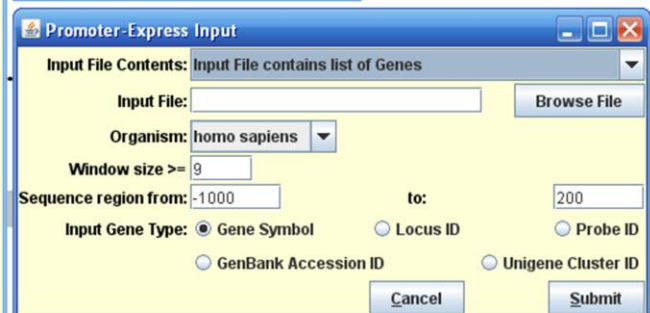 Promoter-Express Input
Input File Contents: Input File contains list of Genes
Input File: Browse File
Organism: homo sapiens
Window size >= 9
Sequence region from: -1000 to: 200
Input Gene Type: Gene Symbol Locus ID Probe ID
GenBank Accession ID Unigene Cluster ID
Cancel Submit